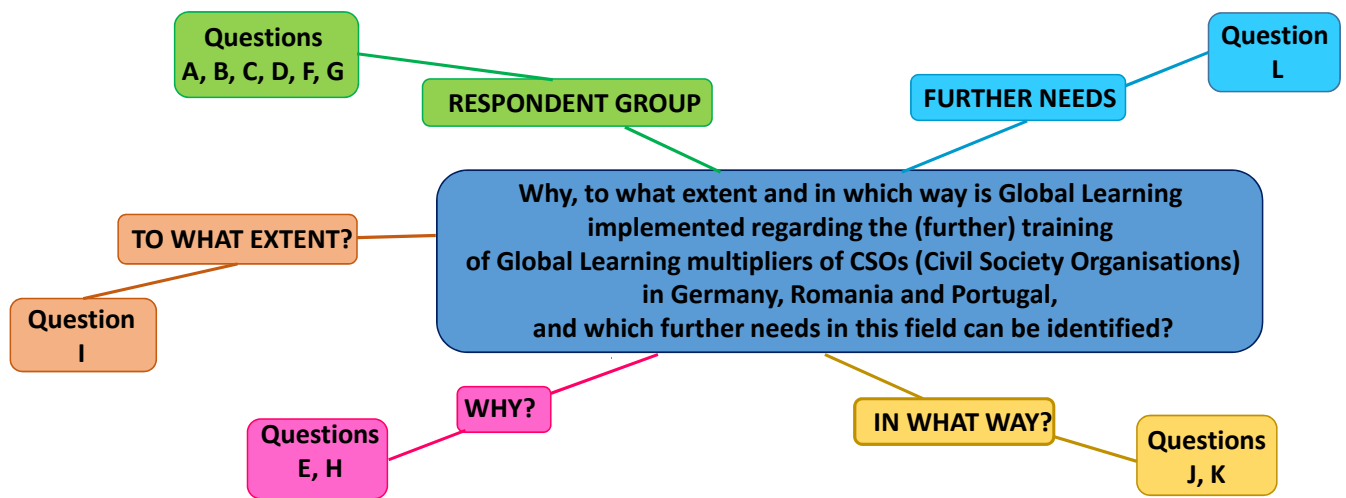 Questions
A, B, C, D, F, G
RESPONDENT GROUP
FURTHER NEEDS
Question
L
Why, to what extent and in which way is Global Learning
implemented regarding the (further) training
of Global Learning multipliers of CSOs (Civil Society Organisations)
in Germany, Romania and Portugal,
and which further needs in this field can be identified?
TO WHAT EXTENT?
Question
I
WHY?
Questions
E, H
IN WHAT WAY?
Questions
J, K